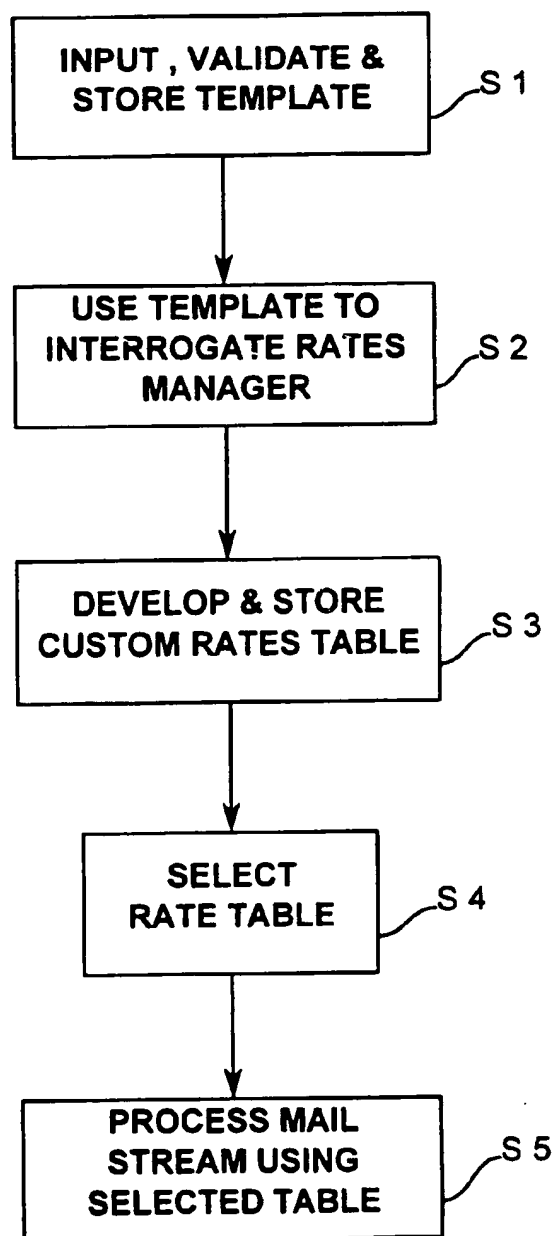 INPUT , VALIDATE &
STORE TEMPLATE
S 1
USE TEMPLATE TO
INTERROGATE RATES
MANAGER
S 2
DEVELOP & STORE
CUSTOM RATES TABLE
S 3
SELECT
RATE TABLE
S 4
PROCESS MAIL
STREAM USING
SELECTED TABLE
S 5